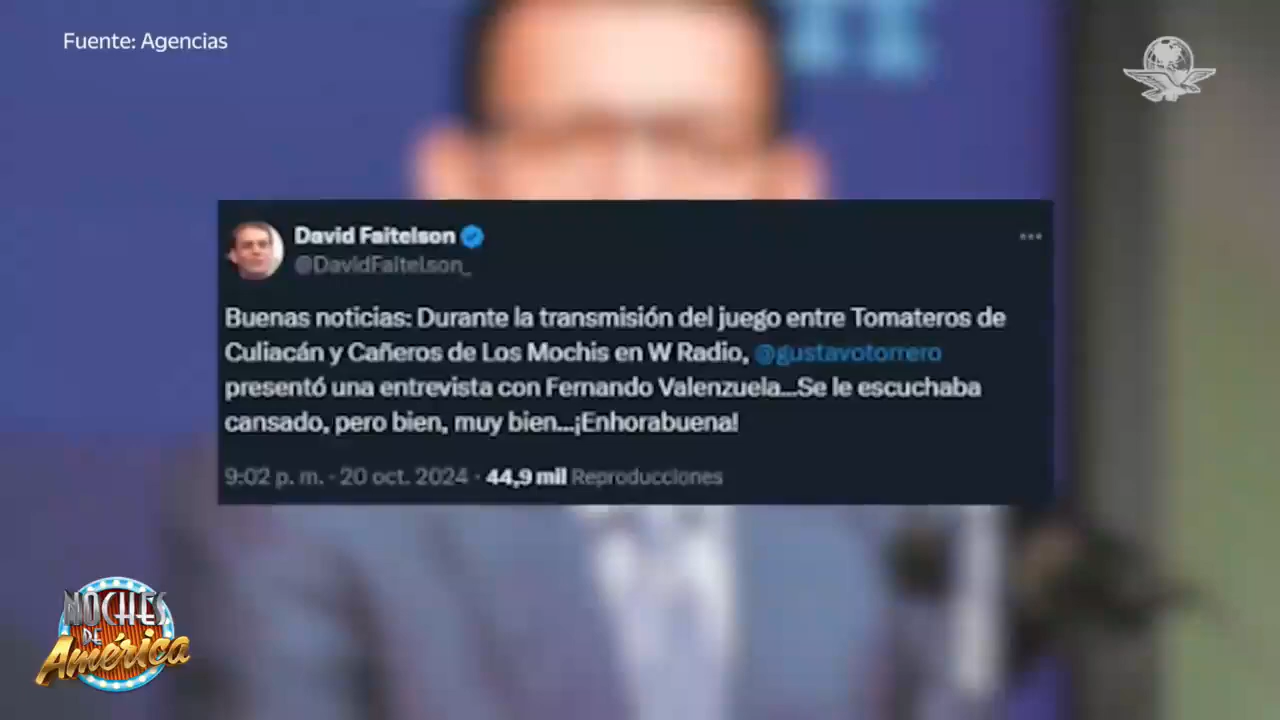 Fuente: Agencias
David Faitelson
@DavidFaitelson_
Buenas noticias: Durante la transmisión del juego entre Tomateros de
Culiacán y Cañeros de Los Mochis en W Radio, @gustavotorrero
presentó una entrevista con Fernando Valenzuela...Se le escuchaba
cansado, pero bien, muy bien...¡Enhorabuena!
9:02 p. m. · 20 oct. 2024 · 44,9 mil Reproducciones
NOCHES
DE
América